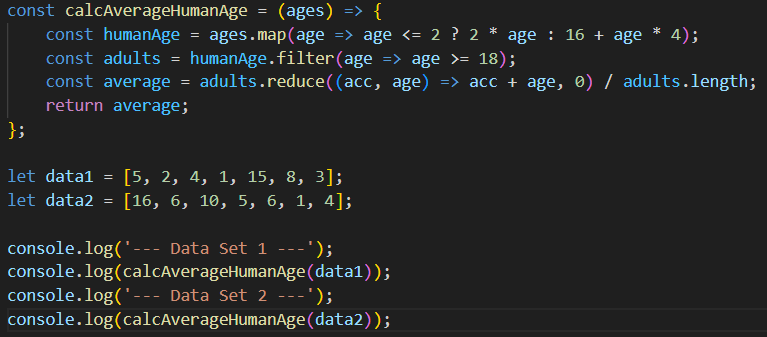 const calcAverageHumanAge = (ages) => {
    const humanAge = ages.map(age => age <= 2 ? 2 * age : 16 + age * 4);
    const adults = humanAge.filter(age => age >= 18);
    const average = adults.reduce((acc, age) => acc + age, 0) / adults.length;
    return average;
};

let data1 = [5, 2, 4, 1, 15, 8, 3];
let data2 = [16, 6, 10, 5, 6, 1, 4];

console.log('--- Data Set 1 ---');
console.log(calcAverageHumanAge(data1));
console.log('--- Data Set 2 ---');
console.log(calcAverageHumanAge(data2));